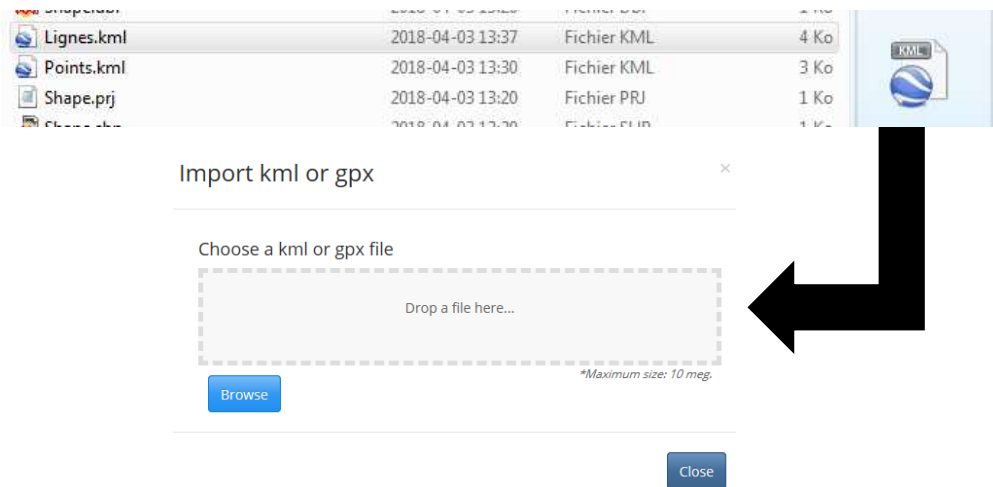 Lignes.kml 2018-04-03 13:37 Fichier KML 4 Ko
Points.kml 2018-04-03 13:30 Fichier KML 3 Ko
Shape.prj 2018-04-03 13:20 Fichier PRJ 1 Ko
KML
Import kml or gpx ×
Choose a kml or gpx file
Drop a file here...
*Maximum size: 10 meg.
Browse
Close